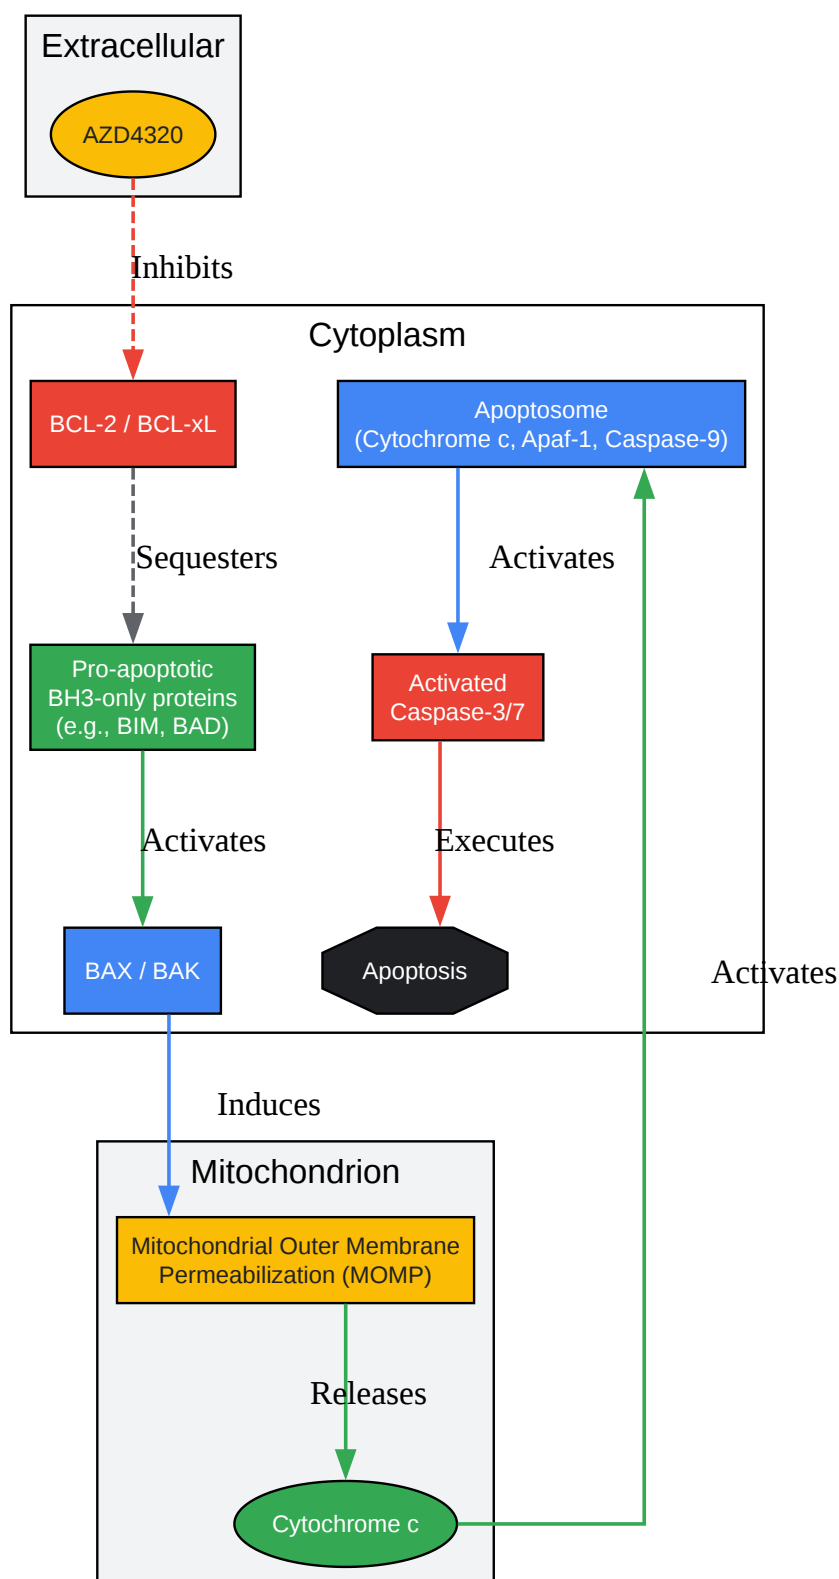 Extracellular
AZD4320
Inhibits
Cytoplasm
BCL-2 / BCL-xL
Apoptosome
(Cytochrome c, Apaf-1, Caspase-9)
Sequesters
Activates
Pro-apoptotic
BH3-only proteins
(e.g., BIM, BAD)
Activated
Caspase-3/7
Activates
Executes
BAX / BAK
Apoptosis
Activates
Induces
Mitochondrion
Mitochondrial Outer Membrane
Permeabilization (MOMP)
Releases
Cytochrome c